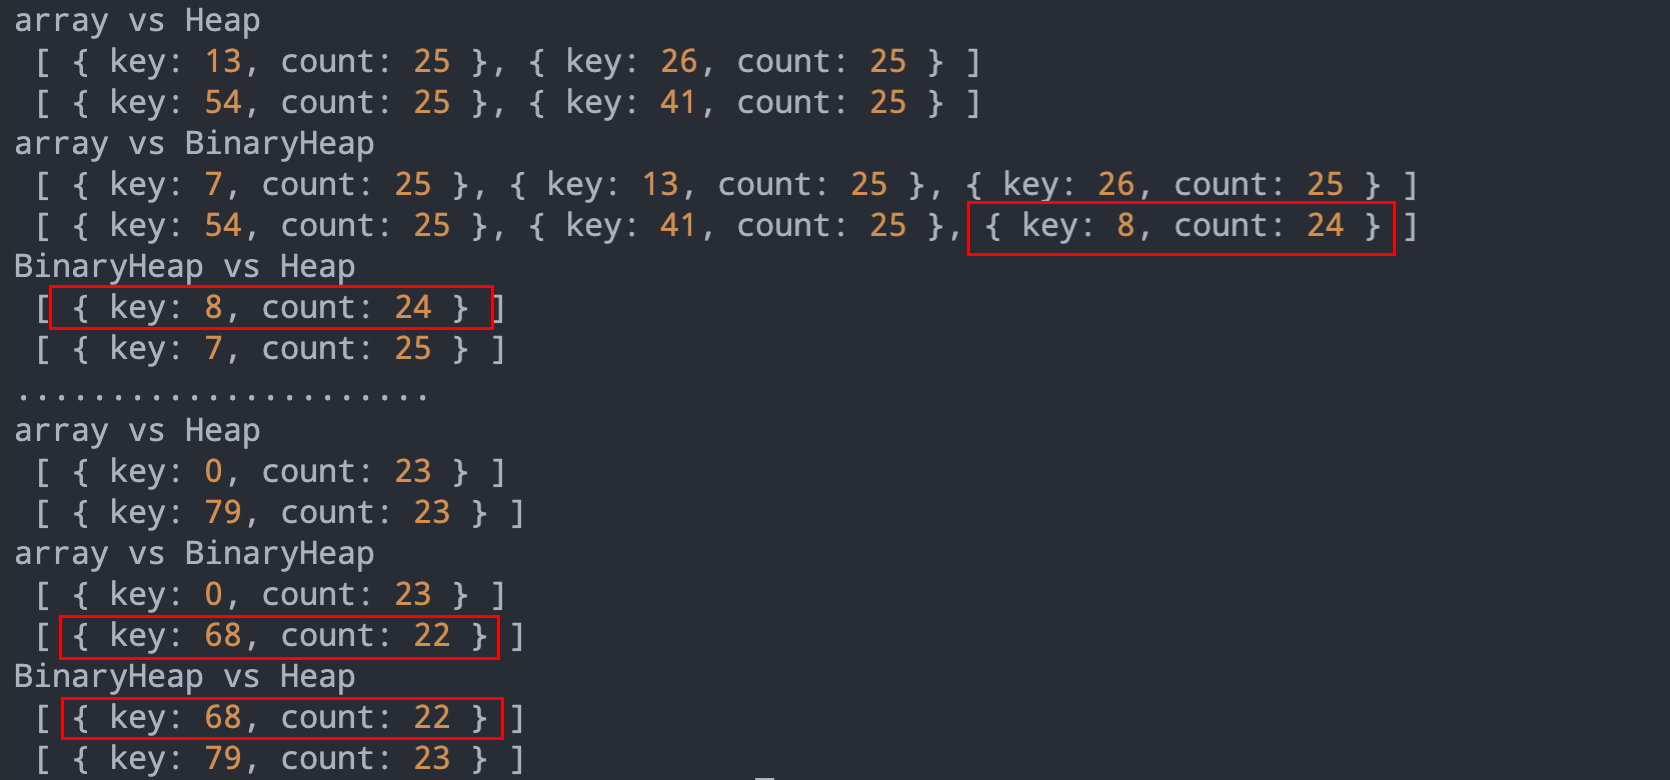 array vs Heap
[ { key: 13, count: 25 }, { key: 26, count: 25 } ]
[ { key: 54, count: 25 }, { key: 41, count: 25 } ]
array vs BinaryHeap
[ { key: 7, count: 25 }, { key: 13, count: 25 }, { key: 26, count: 25 } ]
[ { key: 54, count: 25 }, { key: 41, count: 25 }, { key: 8, count: 24 } ]
BinaryHeap vs Heap
[ { key: 8, count: 24 } ]
[ { key: 7, count: 25 } ]
......................
array vs Heap
[ { key: 0, count: 23 } ]
[ { key: 79, count: 23 } ]
array vs BinaryHeap
[ { key: 0, count: 23 } ]
[ { key: 68, count: 22 } ]
BinaryHeap vs Heap
[ { key: 68, count: 22 } ]
[ { key: 79, count: 23 } ]